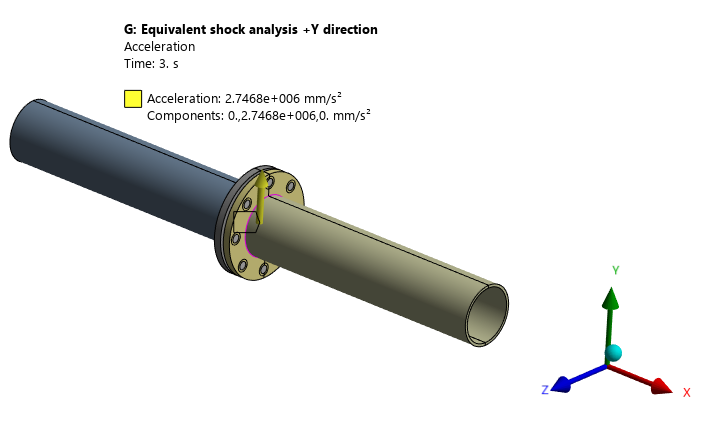 G: Equivalent shock analysis +Y direction
Acceleration
Time: 3. s
Acceleration: 2.7468e+006 mm/s²
Components: 0.,2.7468e+006,0. mm/s²
Y
Z
X